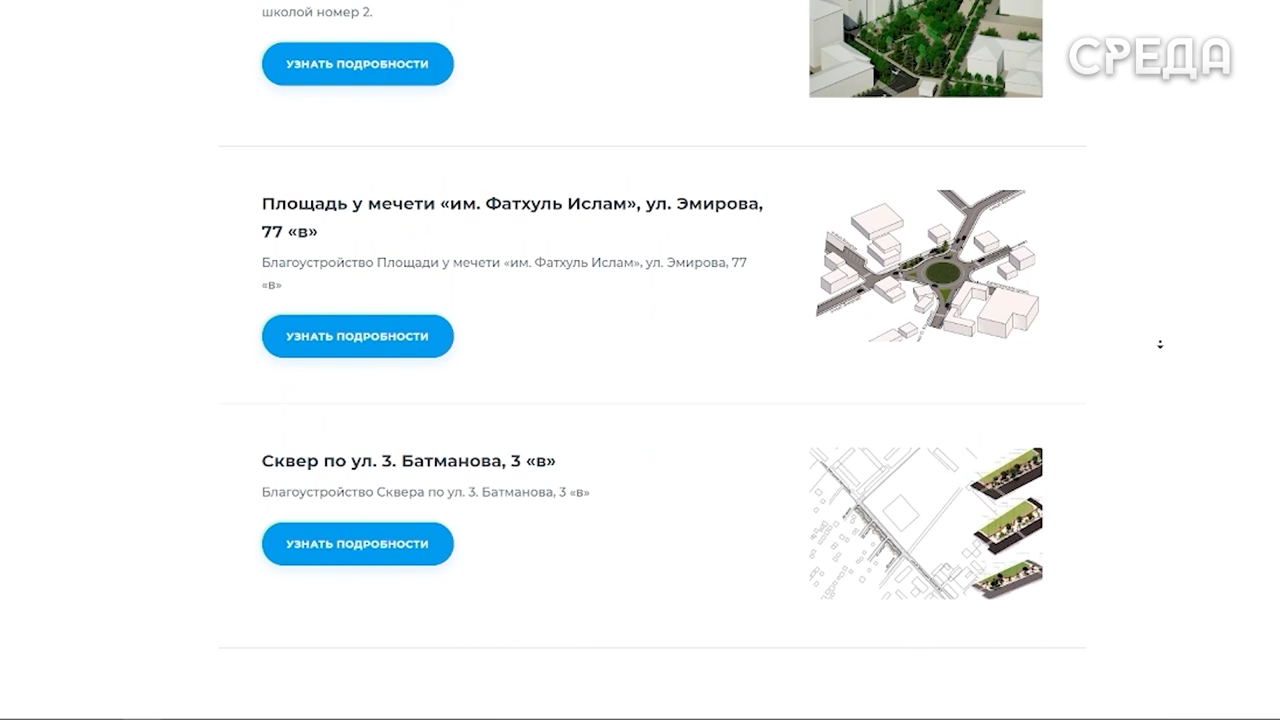 школой номер 2.
СРЕДА
УЗНАТЬ ПОДРОБНОСТИ
Площадь у мечети «им. Фатхуль Ислам», ул. Эмирова,
77 «в»
Благоустройство Площади у мечети «им. Фатхуль Ислам», ул. Эмирова, 77
«в»
УЗНАТЬ ПОДРОБНОСТИ
Сквер по ул. З. Батманова, 3 «в»
Благоустройство Сквера по ул. З. Батманова, 3 «в»
УЗНАТЬ ПОДРОБНОСТИ